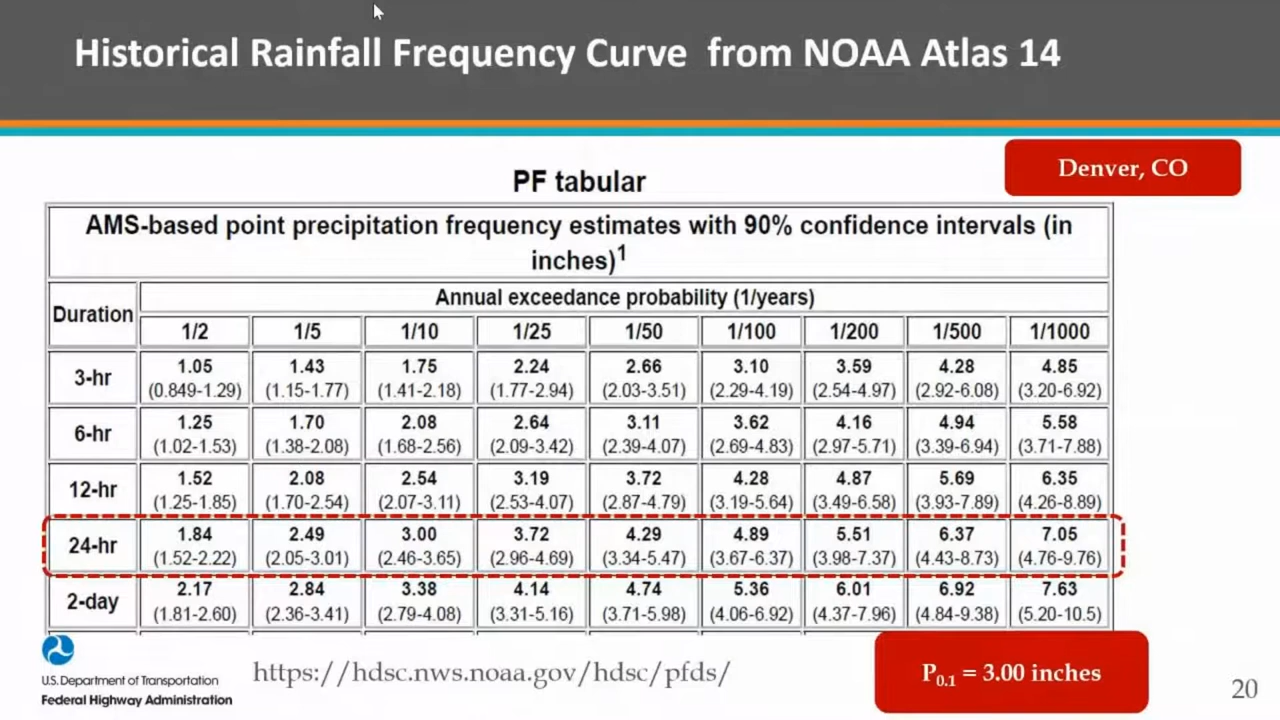 Historical Rainfall Frequency Curve from NOAA Atlas 14
Denver, CO
PF tabular
AMS-based point precipitation frequency estimates with 90% confidence intervals (in
inches)1
Duration
Annual exceedance probability (1/years)
1/2 1/5 1/10 1/25 1/50 1/100 1/200 1/500 1/1000
3-hr
1.05 1.43 1.75 2.24 2.66 3.10 3.59 4.28 4.85
(0.849-1.29) (1.15-1.77) (1.41-2.18) (1.77-2.94) (2.03-3.51) (2.29-4.19) (2.54-4.97) (2.92-6.08) (3.20-6.92)
6-hr
1.25 1.70 2.08 2.64 3.11 3.62 4.16 4.94 5.58
(1.02-1.53) (1.38-2.08) (1.68-2.56) (2.09-3.42) (2.39-4.07) (2.69-4.83) (2.97-5.71) (3.39-6.94) (3.71-7.88)
12-hr
1.52 2.08 2.54 3.19 3.72 4.28 4.87 5.69 6.35
(1.25-1.85) (1.70-2.54) (2.07-3.11) (2.53-4.07) (2.87-4.79) (3.19-5.64) (3.49-6.58) (3.93-7.89) (4.26-8.89)
24-hr
1.84 2.49 3.00 3.72 4.29 4.89 5.51 6.37 7.05
(1.52-2.22) (2.05-3.01) (2.46-3.65) (2.96-4.69) (3.34-5.47) (3.67-6.37) (3.98-7.37) (4.43-8.73) (4.76-9.76)
2-day
2.17 2.84 3.38 4.14 4.74 5.36 6.01 6.92 7.63
(1.81-2.60) (2.36-3.41) (2.79-4.08) (3.31-5.16) (3.71-5.98) (4.06-6.92) (4.37-7.96) (4.84-9.38) (5.20-10.5)
U.S. Department of Transportation
Federal Highway Administration
https://hdsc.nws.noaa.gov/hdsc/pfds/
P0.1 = 3.00 inches
20